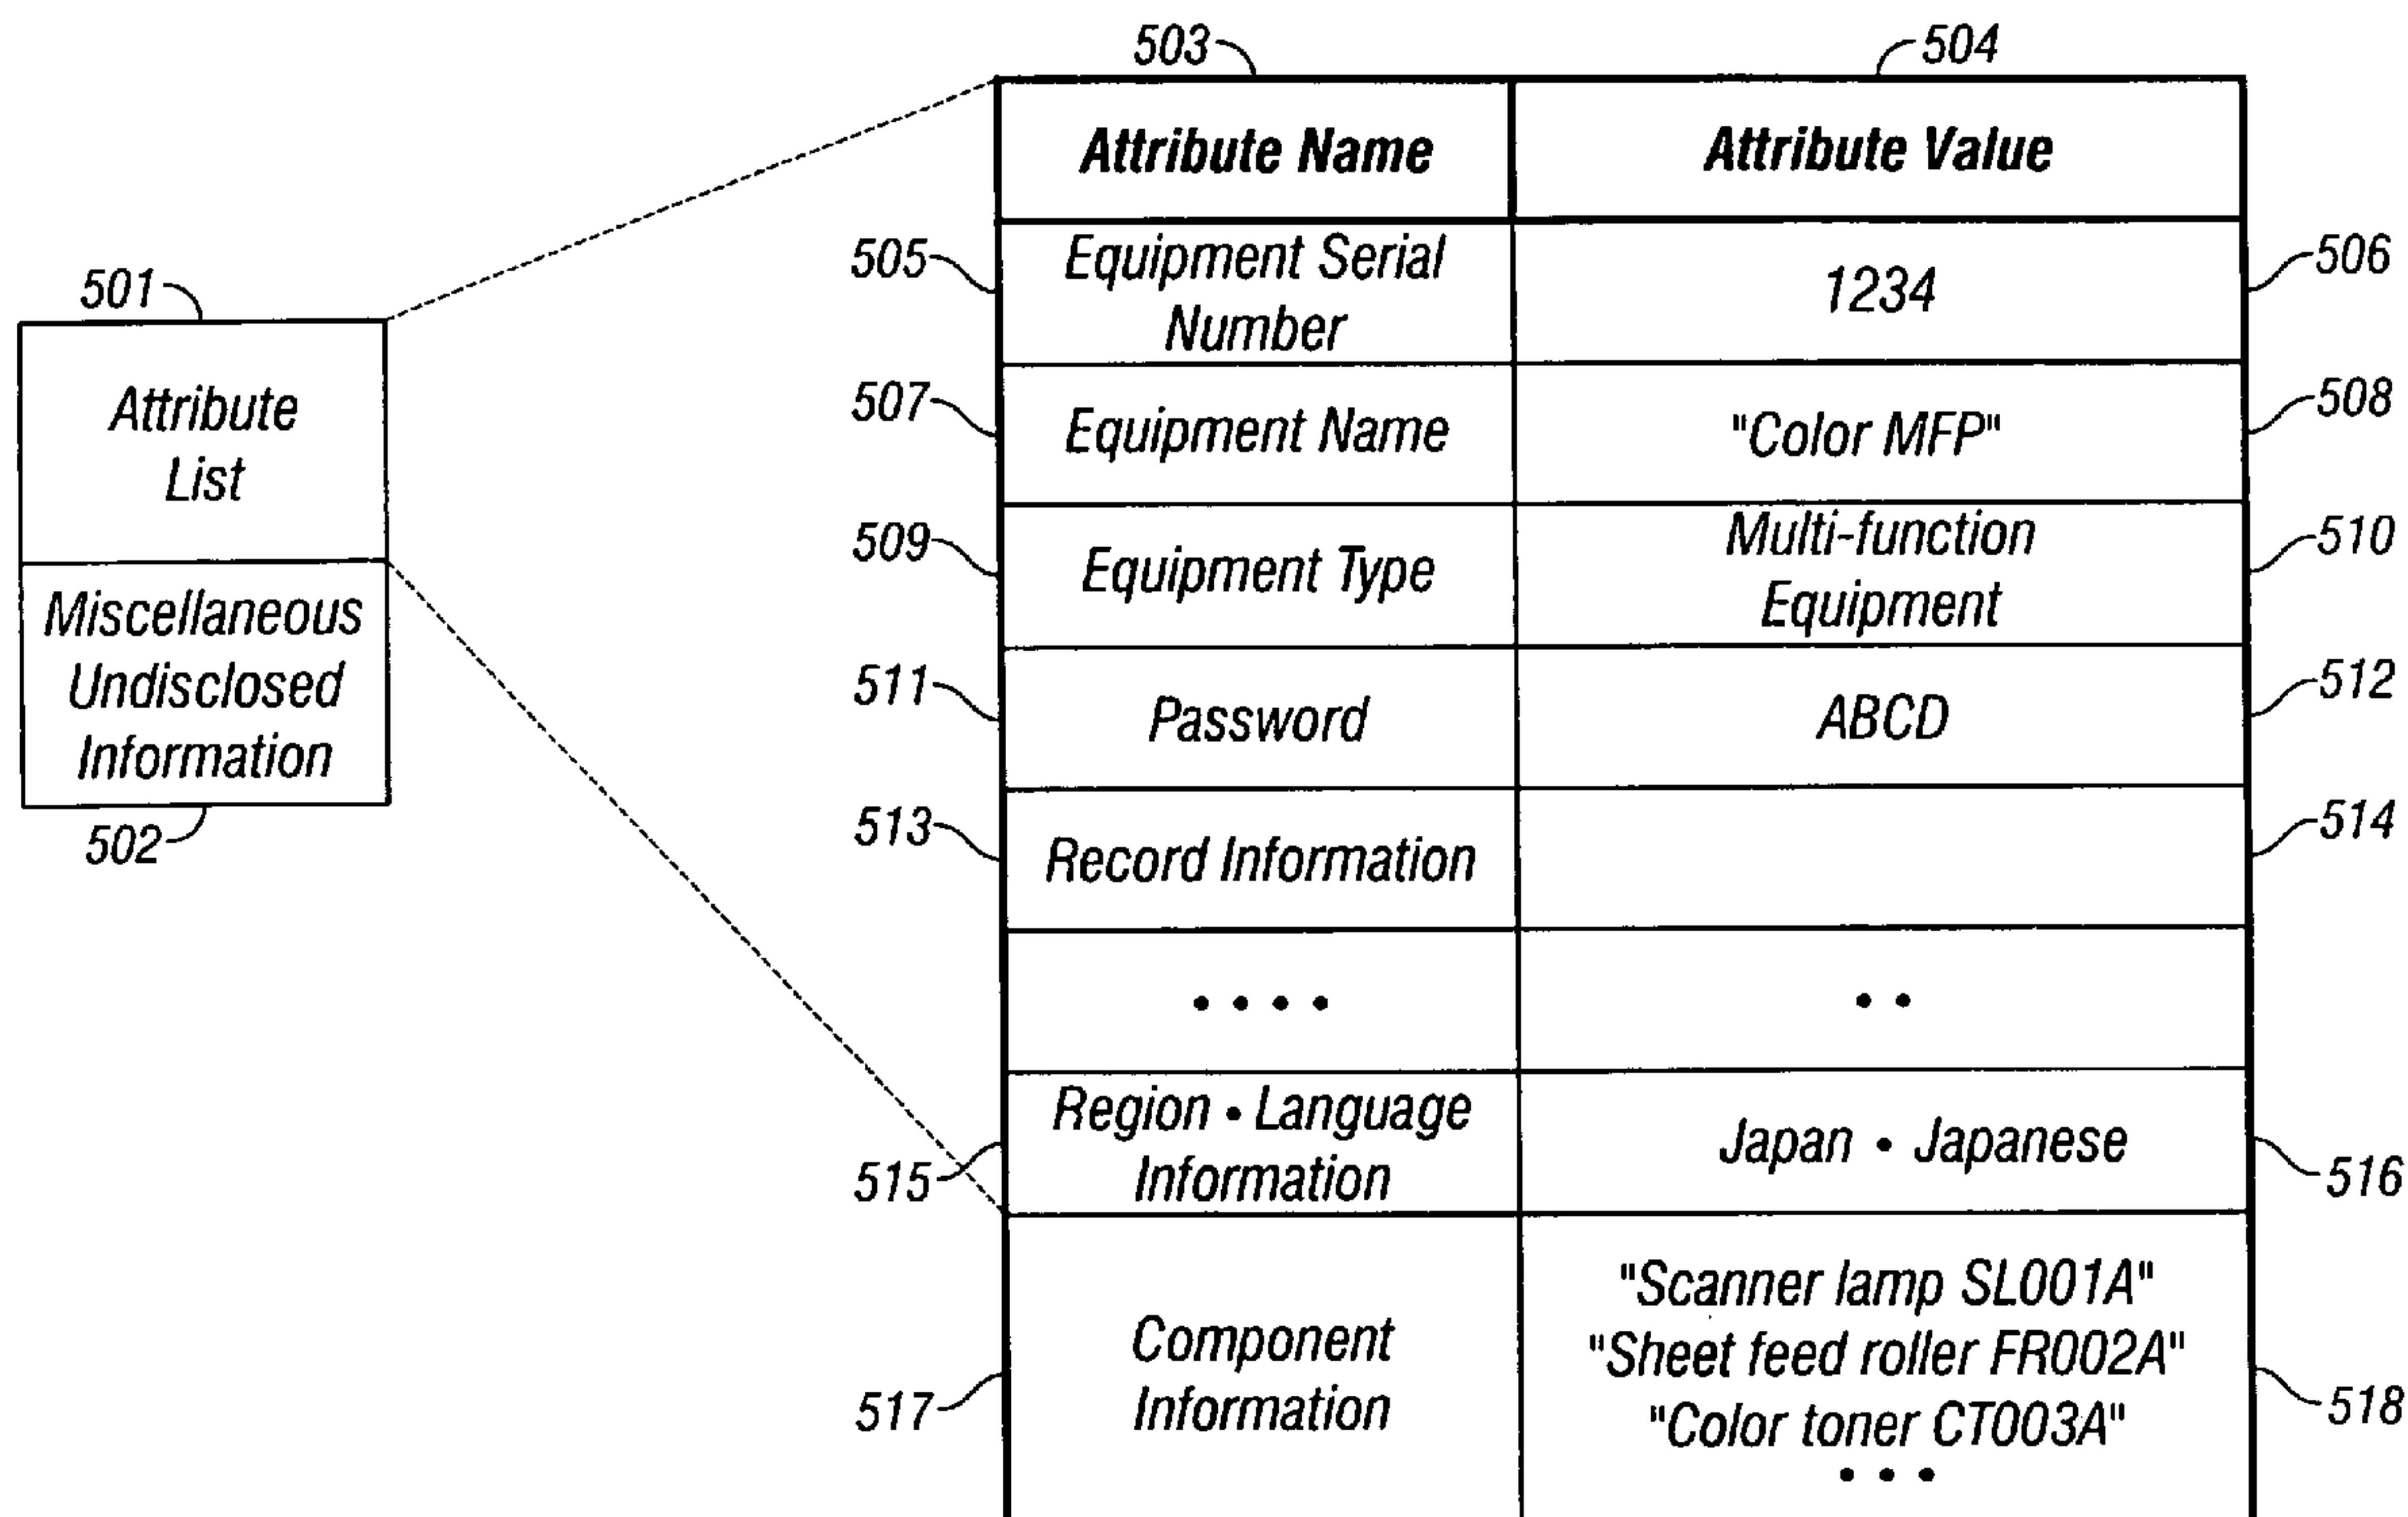 503
504
Attribute Name
Attribute Value
501
Attribute
List
Miscellaneous
Undisclosed
Information
502
505
Equipment Serial
Number
1234
506
507
Equipment Name
"Color MFP"
508
509
Equipment Type
Multi-function
Equipment
510
511
Password
ABCD
512
513
Record Information
514
• • • •
• •
515
Region • Language
Information
Japan • Japanese
516
517
Component
Information
"Scanner lamp SL001A"
"Sheet feed roller FR002A"
"Color toner CT003A"
• • •
518